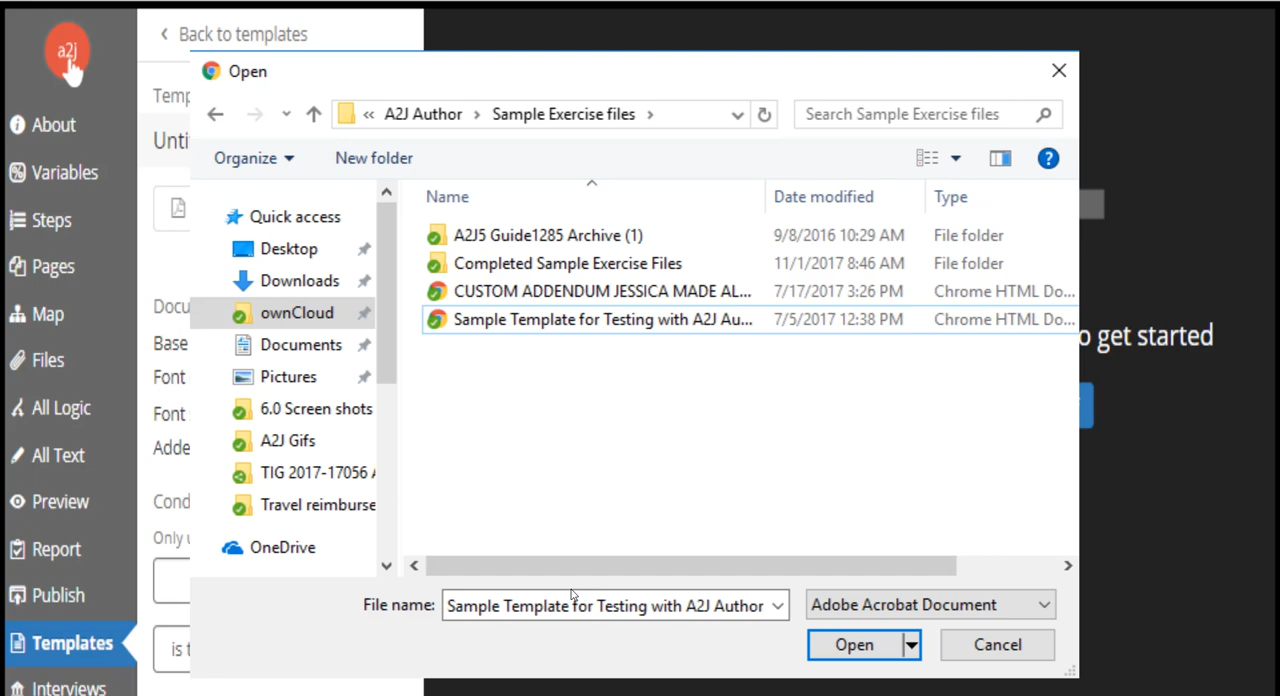 a2j
About
Variables
Steps
Pages
Map
Files
All Logic
All Text
Preview
Report
Publish
Templates
Interviews
Back to templates
Temp
Unti
Docu
Base
Font
Font
Adde
Cond
Only u
is t
Open
« A2J Author > Sample Exercise files >
Search Sample Exercise files
Organize
New folder
?
Quick access
Desktop
Downloads
ownCloud
Documents
Pictures
6.0 Screen shots
A2J Gifs
TIG 2017-17056 A
Travel reimburse
OneDrive
Name Date modified Type
A2J5 Guide1285 Archive (1) 9/8/2016 10:29 AM File folder
Completed Sample Exercise Files 11/1/2017 8:46 AM File folder
CUSTOM ADDENDUM JESSICA MADE AL... 7/17/2017 3:26 PM Chrome HTML Do...
Sample Template for Testing with A2J Au... 7/5/2017 12:38 PM Chrome HTML Do...
File name: Sample Template for Testing with A2J Author
Adobe Acrobat Document
Open
Cancel
o get started